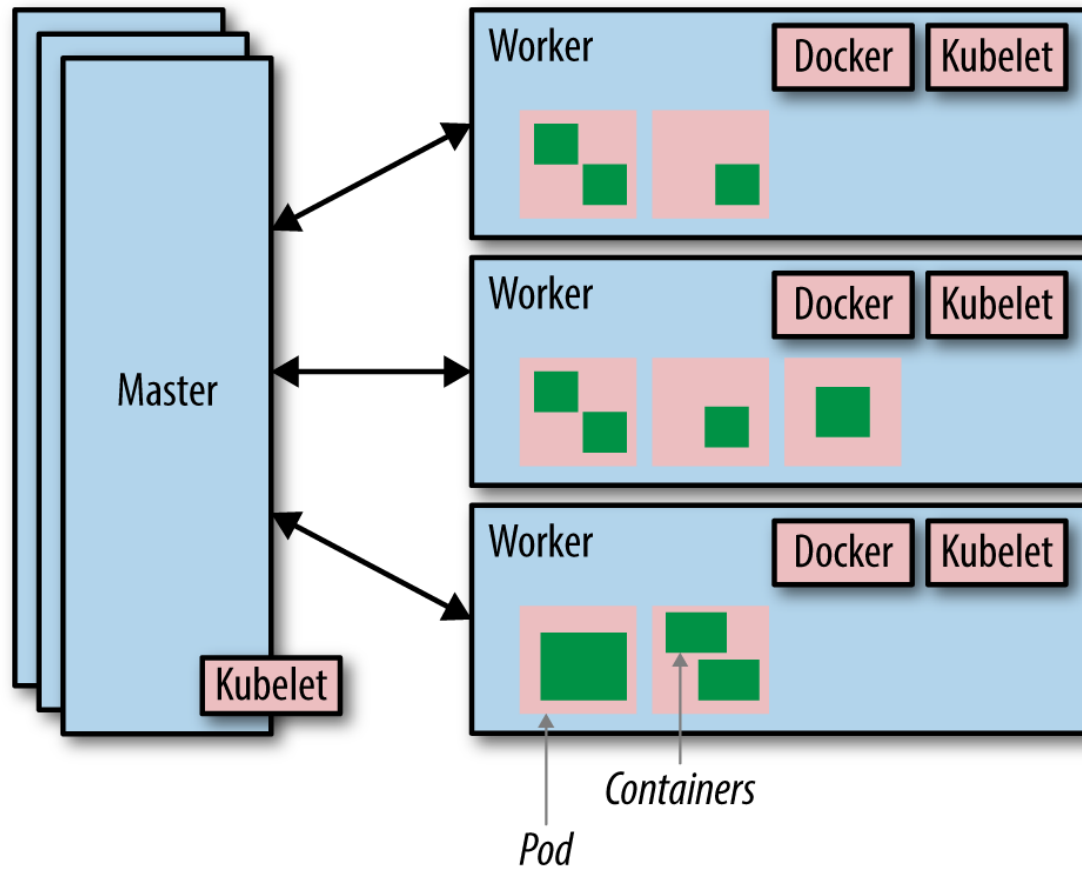 Master
Kubelet
Worker
Docker
Kubelet
Worker
Docker
Kubelet
Worker
Docker
Kubelet
Containers
Pod